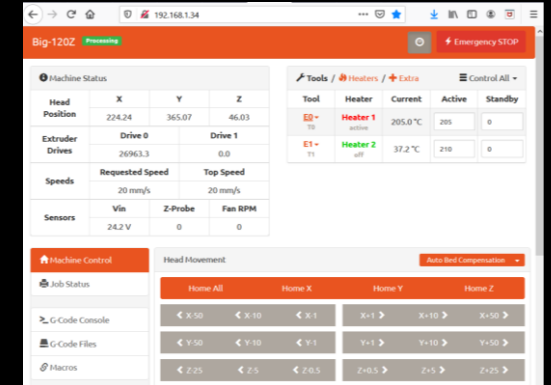 192.168.1.34
Big-120Z Processing
Emergency STOP
Machine Status
Head Position X Y Z
224.24 365.07 46.03
Extruder Drives Drive 0 Drive 1
26963.3 0.0
Speeds Requested Speed Top Speed
20 mm/s 20 mm/s
Sensors Vin Z-Probe Fan RPM
24.2 V 0 0
Tools / Heaters / Extra Control All
Tool Heater Current Active Standby
E0 Heater 1 205.0 °C 205 0
T0 active
E1 Heater 2 37.2 °C 210 0
T1 off
Machine Control
Job Status
G-Code Console
G-Code Files
Macros
Head Movement Auto Bed Compensation
Home All Home X Home Y Home Z
X-50 X-10 X-1 X+1 X+10 X+50
Y-50 Y-10 Y-1 Y+1 Y+10 Y+50
Z-25 Z-5 Z-0.5 Z+0.5 Z+5 Z+25